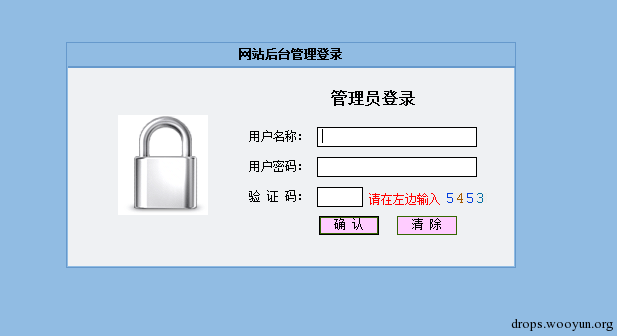 网站后台管理登录
管理员登录
用户名称：
用户密码：
验 证 码： 请在左边输入 5453
确 认 清 除
drops.wooyun.org